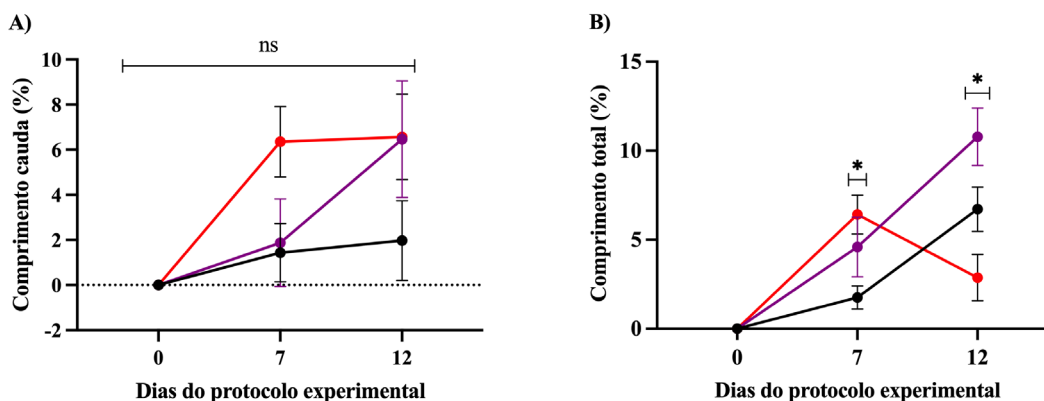 A)
ns
10
8
6
4
2
0
-2
Comprimento cauda (%)
0 7 12
Dias do protocolo experimental
B)
15
10
5
0
Comprimento total (%)
*
*
0 7 12
Dias do protocolo experimental